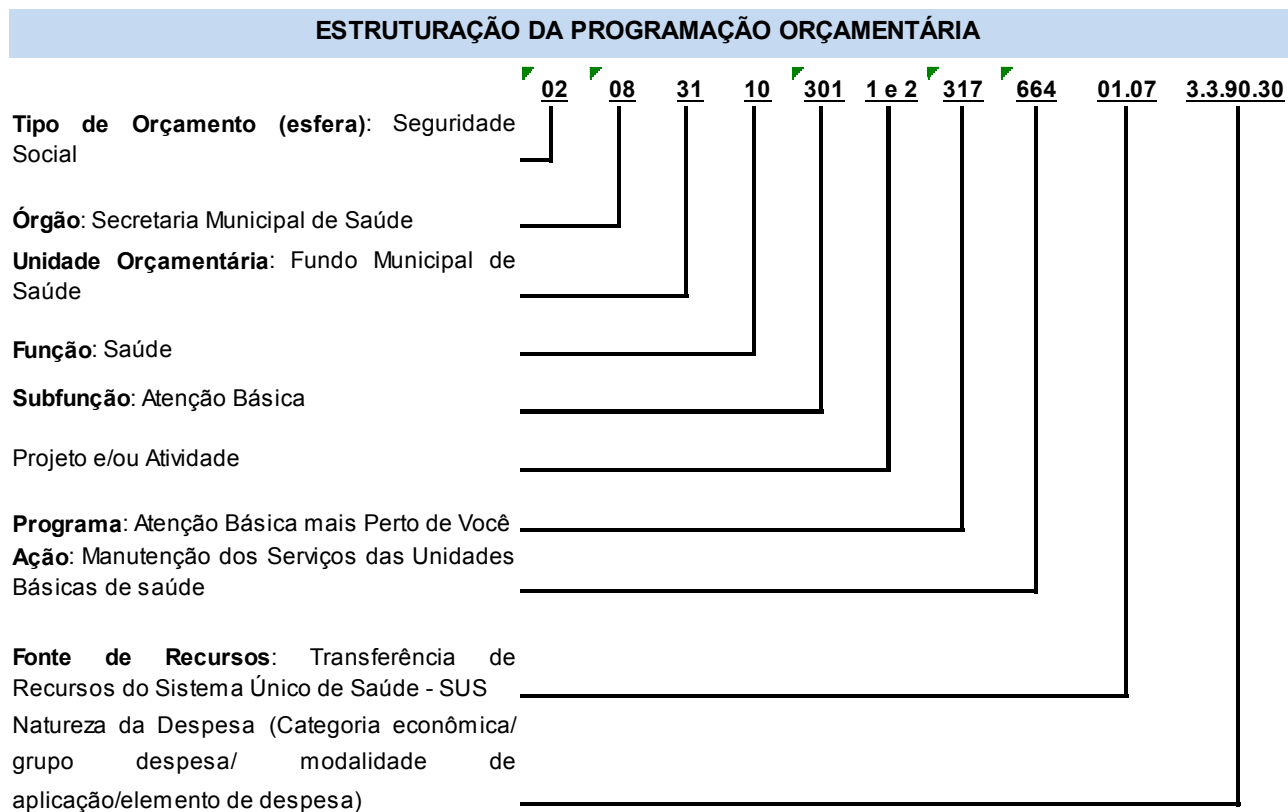 ESTRUTURAÇÃO DA PROGRAMAÇÃO ORÇAMENTÁRIA
02 08 31 10 301 1 e 2 317 664 01.07 3.3.90.30
Tipo de Orçamento (esfera): Seguridade
Social
Órgão: Secretaria Municipal de Saúde
Unidade Orçamentária: Fundo Municipal de
Saúde
Função: Saúde
Subfunção: Atenção Básica
Projeto e/ou Atividade
Programa: Atenção Básica mais Perto de Você
Ação: Manutenção dos Serviços das Unidades
Básicas de saúde
Fonte de Recursos: Transferência de
Recursos do Sistema Único de Saúde - SUS
Natureza da Despesa (Categoria econômica/
grupo despesa/ modalidade de
aplicação/elemento de despesa)